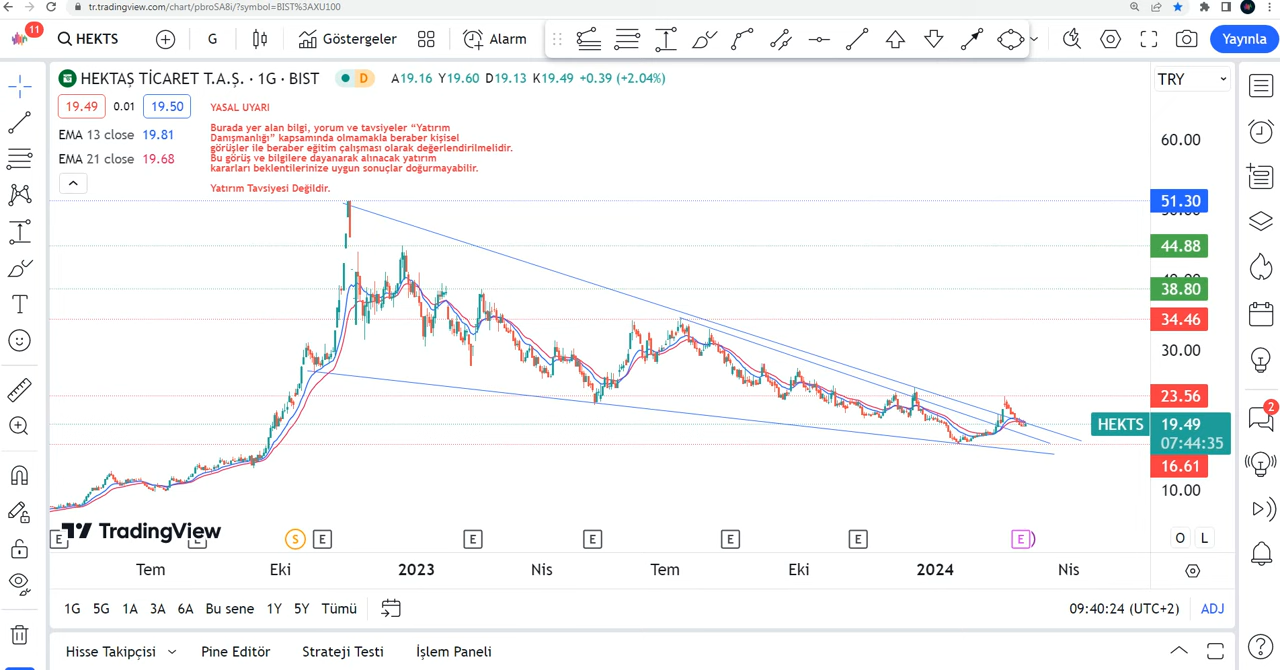 tr.tradingview.com/chart/pbroSA8i/?symbol=BIST%3AXU100
11
HEKTS
G
Göstergeler
Alarm
Yayınla
HEKTAŞ TİCARET T.A.Ş. · 1G · BIST
D
A19.16 Y19.60 D19.13 K19.49 +0.39 (+2.04%)
TRY
19.49 0.01 19.50
EMA 13 close 19.81
EMA 21 close 19.68
YASAL UYARI
Burada yer alan bilgi, yorum ve tavsiyeler “Yatırım
Danışmanlığı” kapsamında olmamakla beraber kişisel
görüşler ile beraber eğitim çalışması olarak değerlendirilmelidir.
Bu görüş ve bilgilere dayanarak alınacak yatırım
kararları beklentilerinize uygun sonuçlar doğurmayabilir.
Yatırım Tavsiyesi Değildir.
60.00
51.30
44.88
38.80
34.46
30.00
23.56
HEKTS 19.49
07:44:35
16.61
10.00
2
TradingView
E E S E E E E E E
O L
Tem Eki 2023 Nis Tem Eki 2024 Nis
1G 5G 1A 3A 6A Bu sene 1Y 5Y Tümü
09:40:24 (UTC+2) ADJ
Hisse Takipçisi Pine Editör Strateji Testi İşlem Paneli